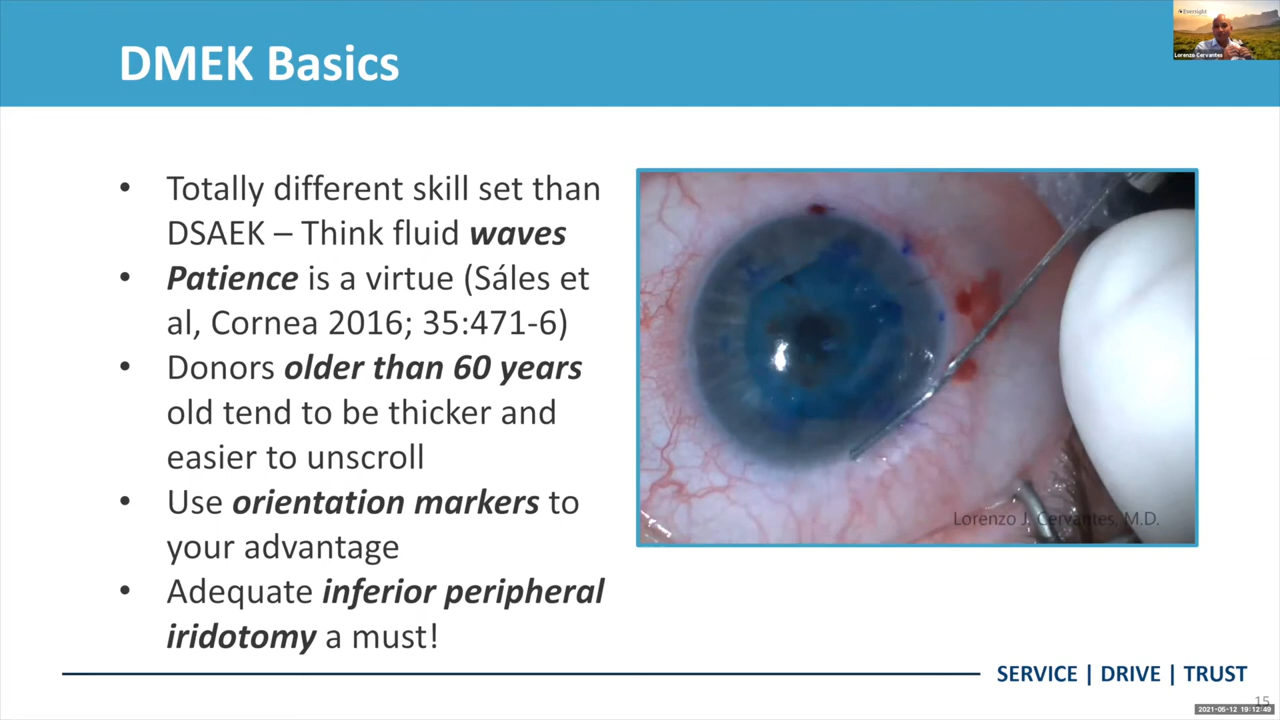 Eversight
Lorenzo Cervantes
DMEK Basics
• Totally different skill set than
DSAEK – Think fluid waves
• Patience is a virtue (Sáles et
al, Cornea 2016; 35:471-6)
• Donors older than 60 years
old tend to be thicker and
easier to unscroll
• Use orientation markers to
your advantage
• Adequate inferior peripheral
iridotomy a must!
Lorenzo J. Cervantes, M.D.
SERVICE | DRIVE | TRUST
15
2021-05-12 19:12:49